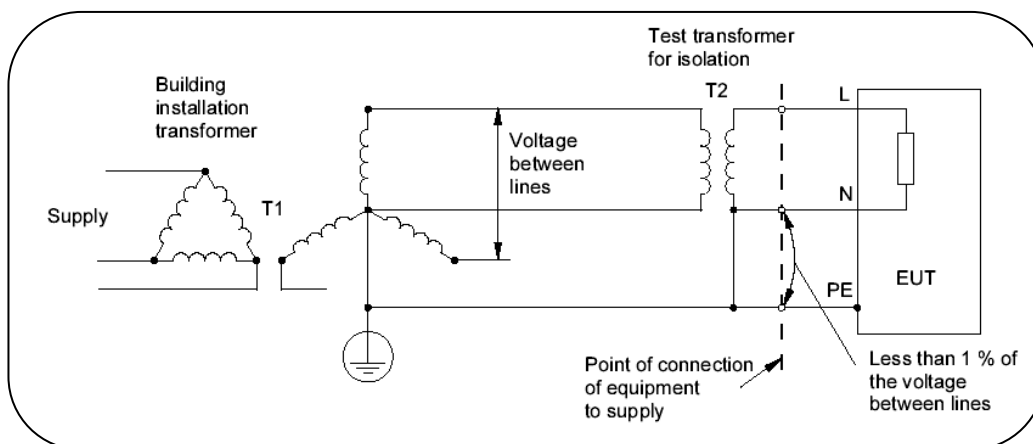 Test transformer
for isolation
T2
Building
installation
transformer
Voltage
between
lines
L
N
Supply
T1
PE
EUT
Point of connection
of equipment
to supply
Less than 1 % of
the voltage
between lines